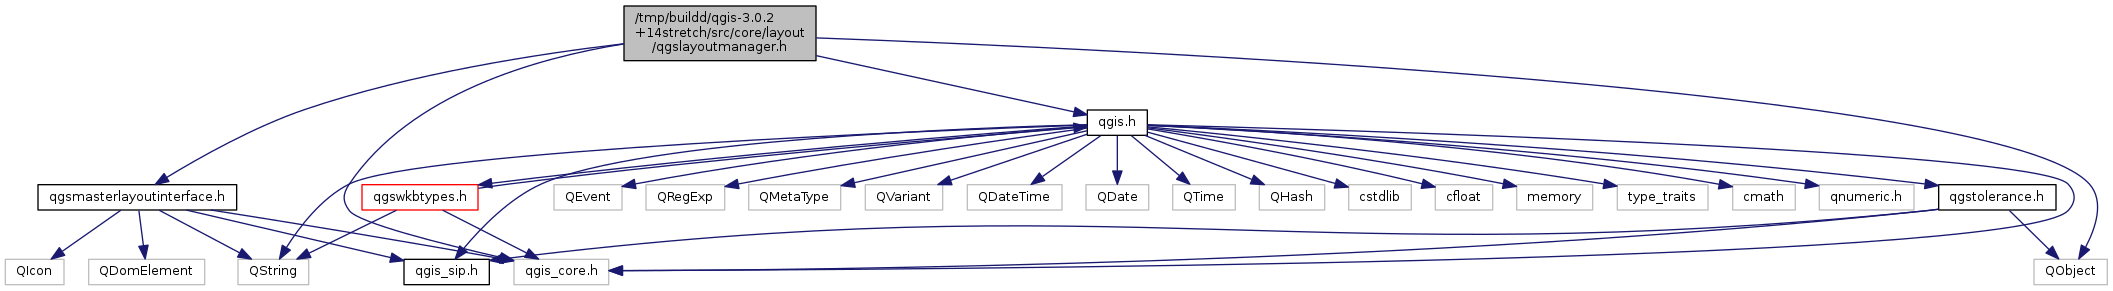 /tmp/buildd/qgis-3.0.2
+14stretch/src/core/layout
/qgslayoutmanager.h
qgis.h
qgsmasterlayoutinterface.h
qgswkbtypes.h
QEvent
QRegExp
QMetaType
QVariant
QDateTime
QDate
QTime
QHash
cstdlib
cfloat
memory
type_traits
cmath
qnumeric.h
qgstolerance.h
QIcon
QDomElement
QString
qgis_sip.h
qgis_core.h
QObject